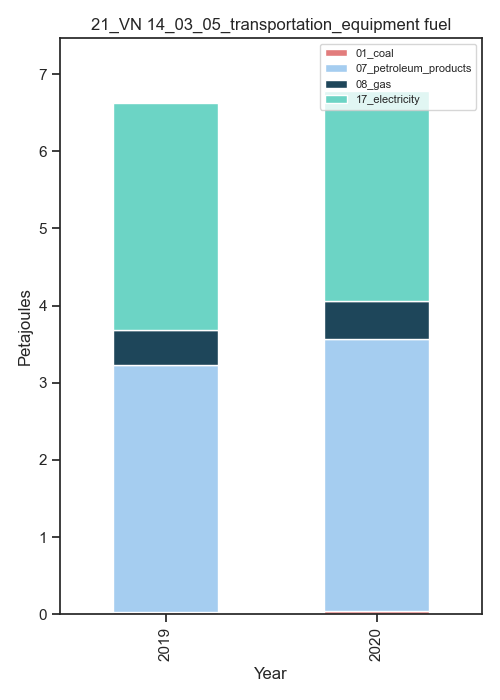 21_VN 14_03_05_transportation_equipment fuel
01_coal
07_petroleum_products
08_gas
17_electricity
7
6
5
4
3
2
1
0
Petajoules
2019
2020
Year